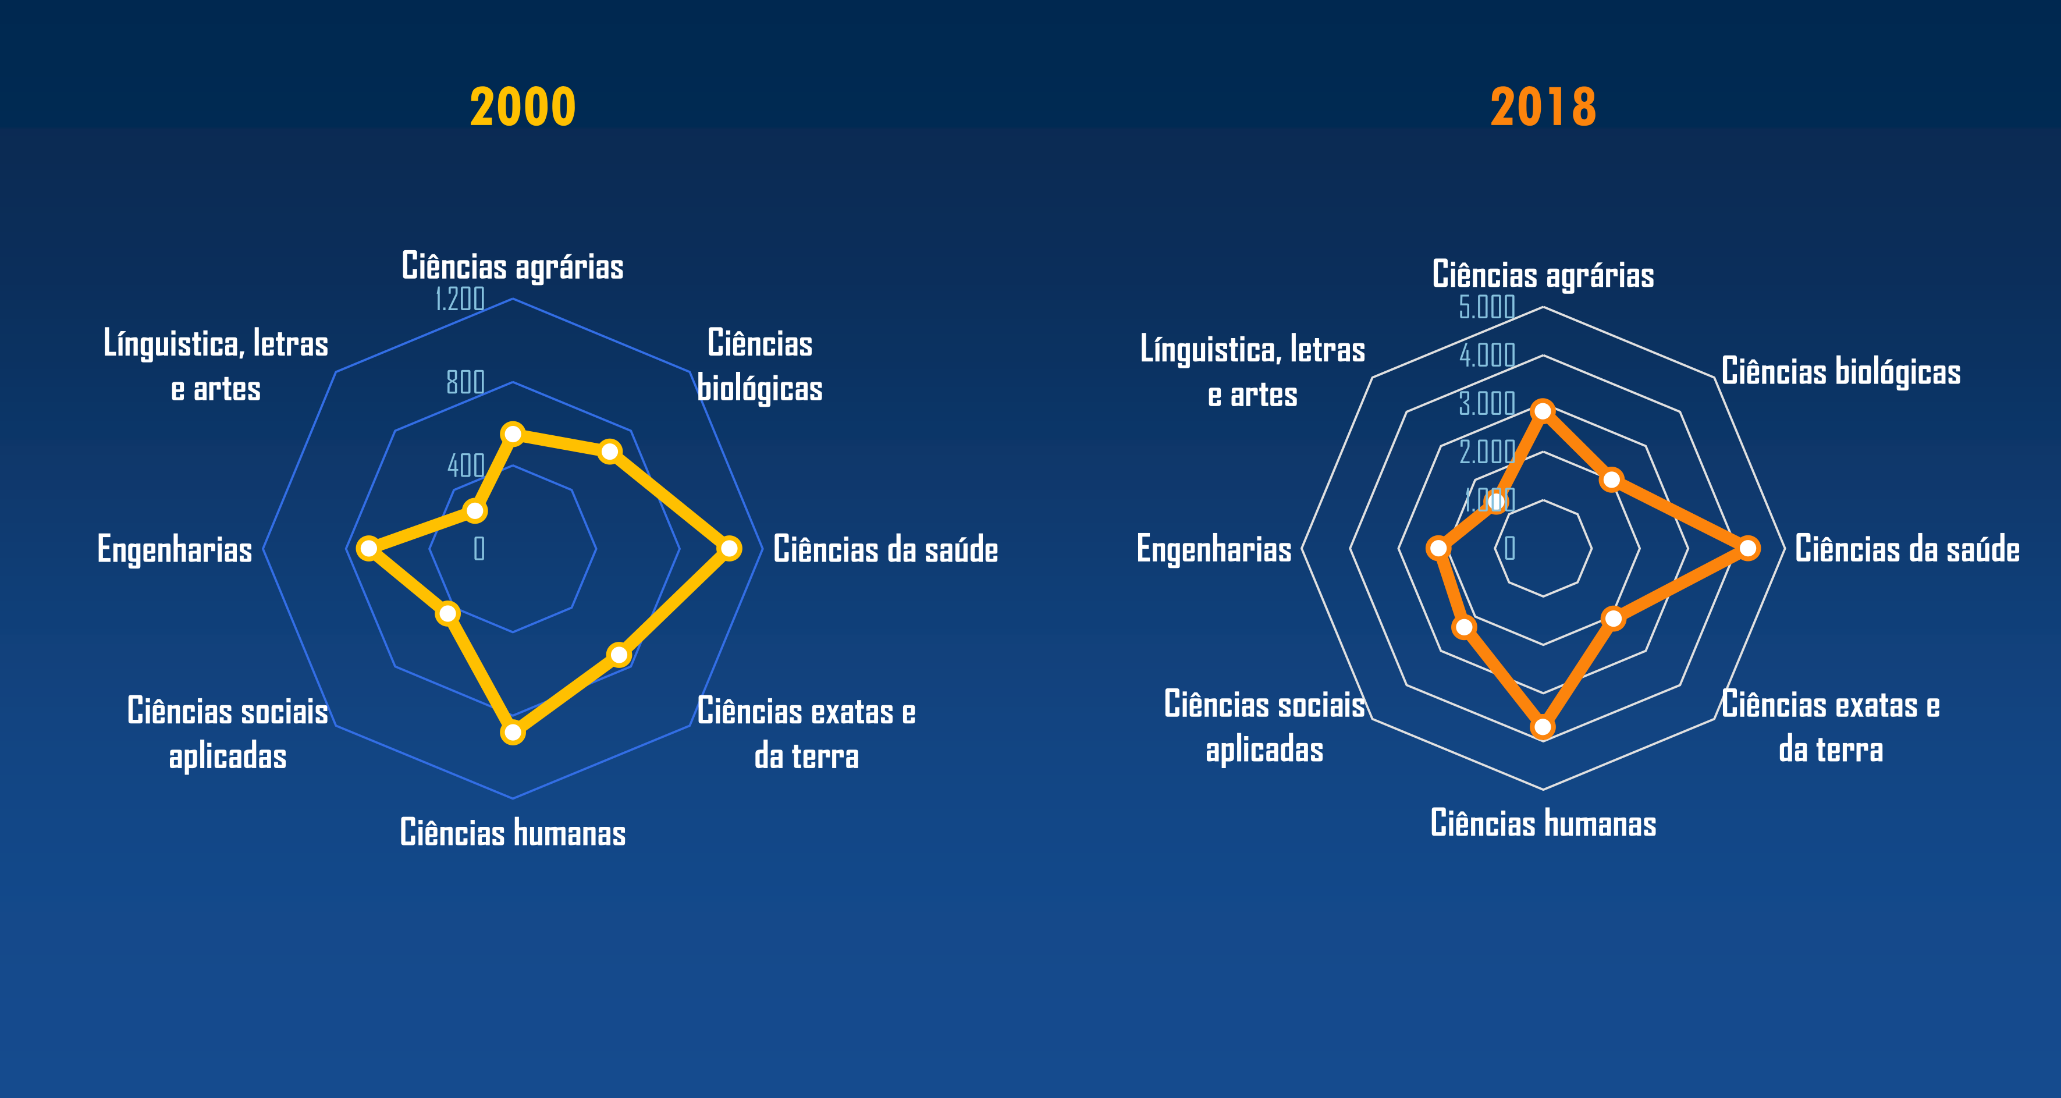 2000
Ciências agrárias
1.200
Línguistica, letras
e artes
Ciências
biológicas
800
400
Engenharias
0
Ciências da saúde
Ciências sociais
aplicadas
Ciências exatas e
da terra
Ciências humanas
2018
Ciências agrárias
5.000
Línguistica, letras
e artes
4.000
Ciências biológicas
3.000
2.000
1.000
Engenharias
0
Ciências da saúde
Ciências sociais
aplicadas
Ciências exatas e
da terra
Ciências humanas